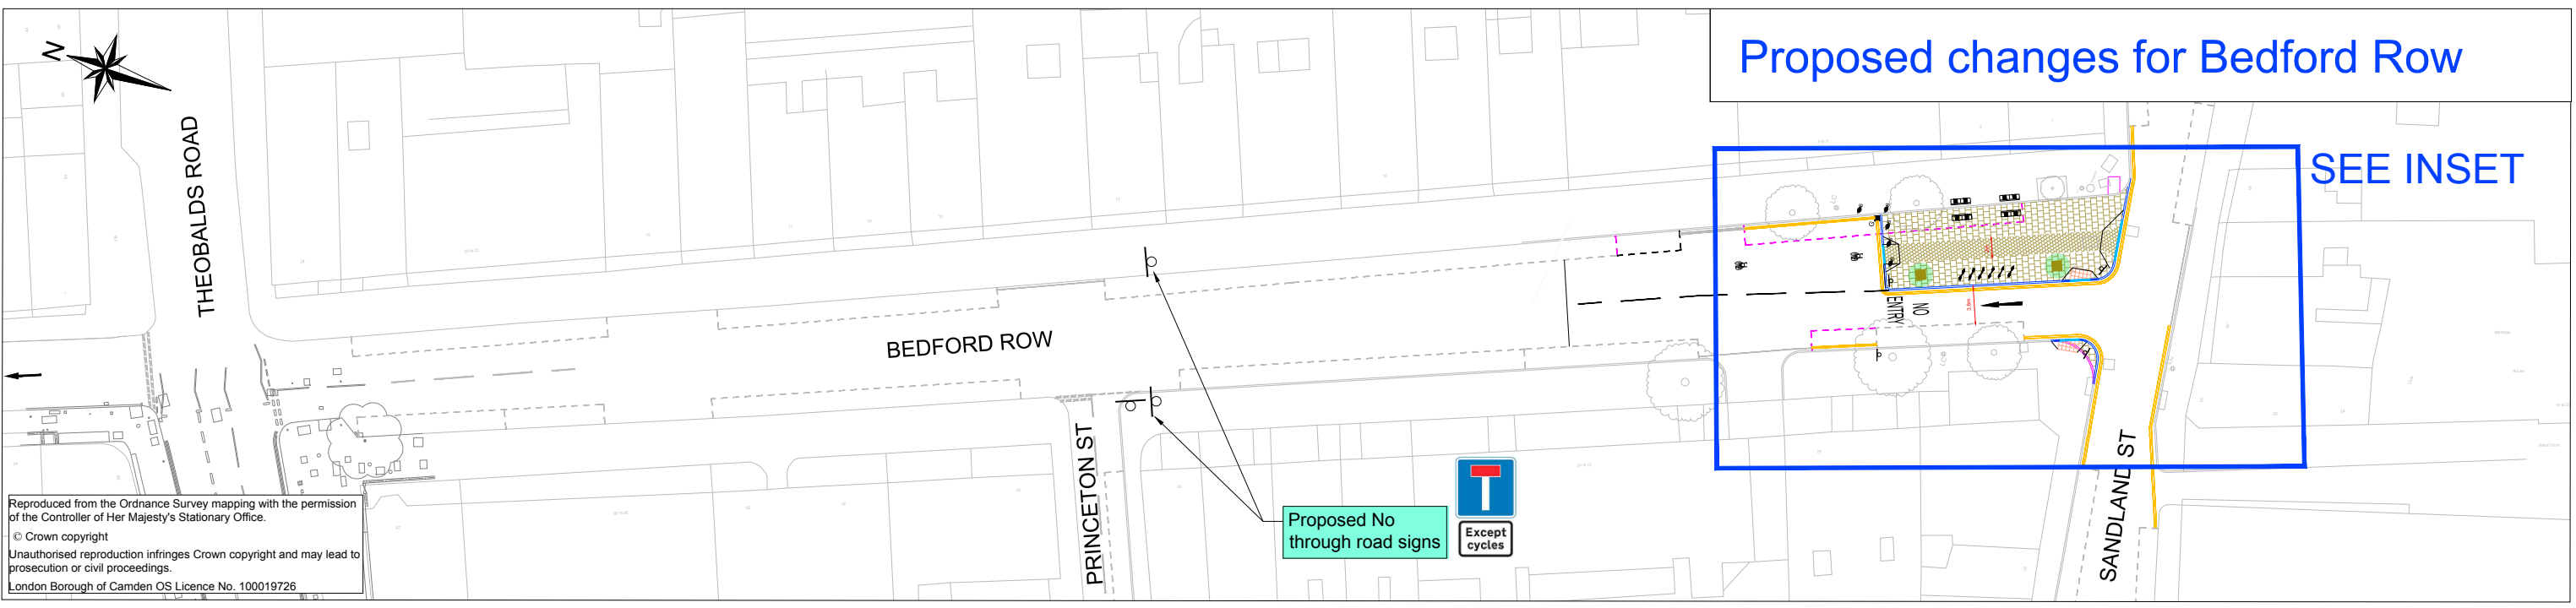 Proposed changes for Bedford Row
N
THEOBALDS ROAD
SEE INSET
BEDFORD ROW
NO
ENTRY
3.6m
PRINCETON ST
SANDLAND ST
Proposed No
through road signs
Except
cycles
Reproduced from the Ordnance Survey mapping with the permission
of the Controller of Her Majesty's Stationary Office.
© Crown copyright
Unauthorised reproduction infringes Crown copyright and may lead to
prosecution or civil proceedings.
London Borough of Camden OS Licence No. 100019726